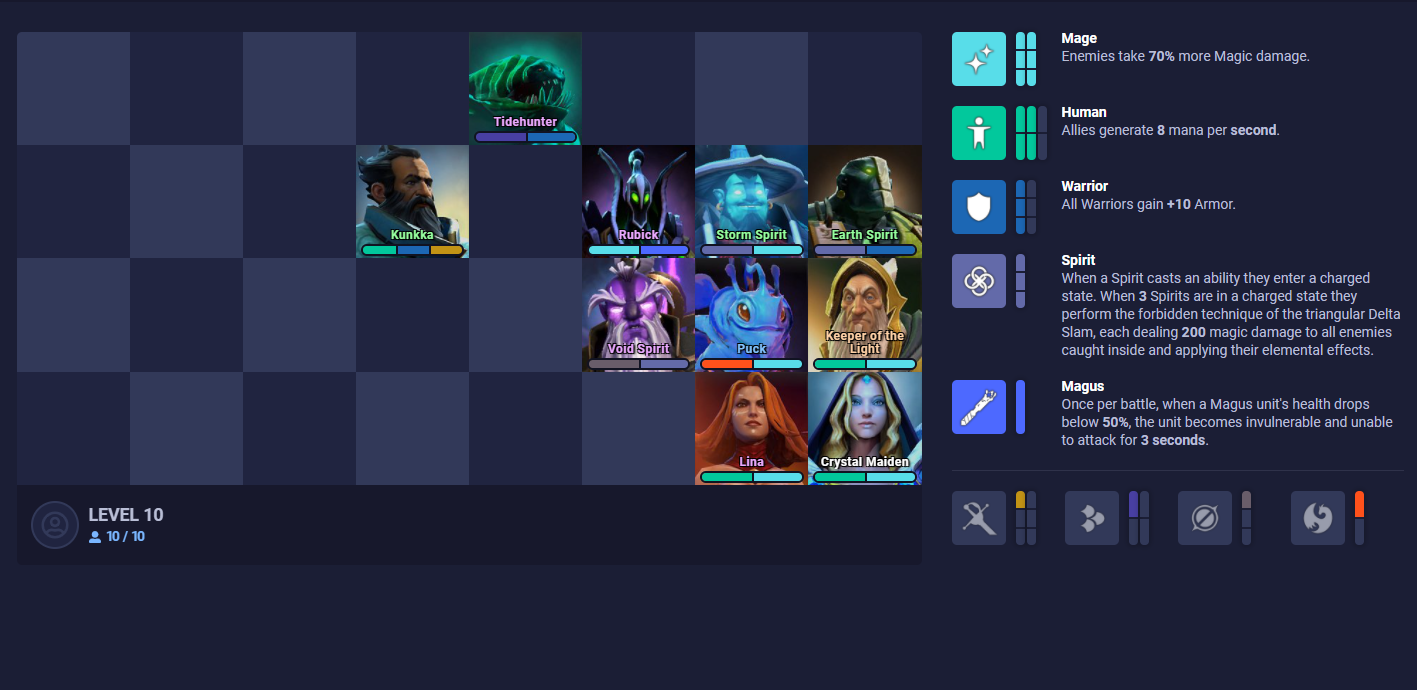 Tidehunter
Kunkka
Rubick
Storm Spirit
Earth Spirit
Void Spirit
Puck
Keeper of the
Light
Lina
Crystal Maiden
LEVEL 10
10 / 10
Mage
Enemies take 70% more Magic damage.
Human
Allies generate 8 mana per second.
Warrior
All Warriors gain +10 Armor.
Spirit
When a Spirit casts an ability they enter a charged
state. When 3 Spirits are in a charged state they
perform the forbidden technique of the triangular Delta
Slam, each dealing 200 magic damage to all enemies
caught inside and applying their elemental effects.
Magus
Once per battle, when a Magus unit's health drops
below 50%, the unit becomes invulnerable and unable
to attack for 3 seconds.